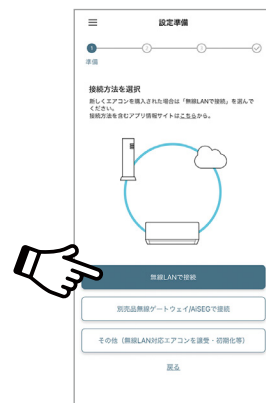 設定準備
1
2
3
準備
接続方法を選択
新しくエアコンを購入された場合は「無線LANで接続」を選んで
ください。
接続方法を含むアプリ情報サイトはこちらから。
無線LANで接続
別売品無線ゲートウェイ/AiSEGで接続
その他（無線LAN対応エアコンを譲受・初期化等）
戻る